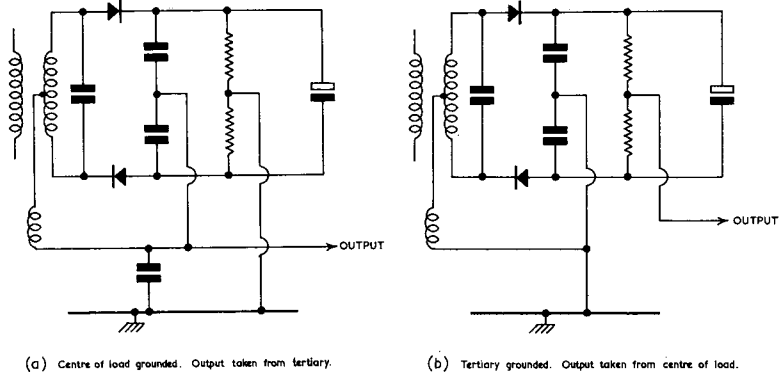 OUTPUT
OUTPUT
(a) Centre of load grounded. Output taken from tertiary.
(b) Tertiary grounded. Output taken from centre of load.